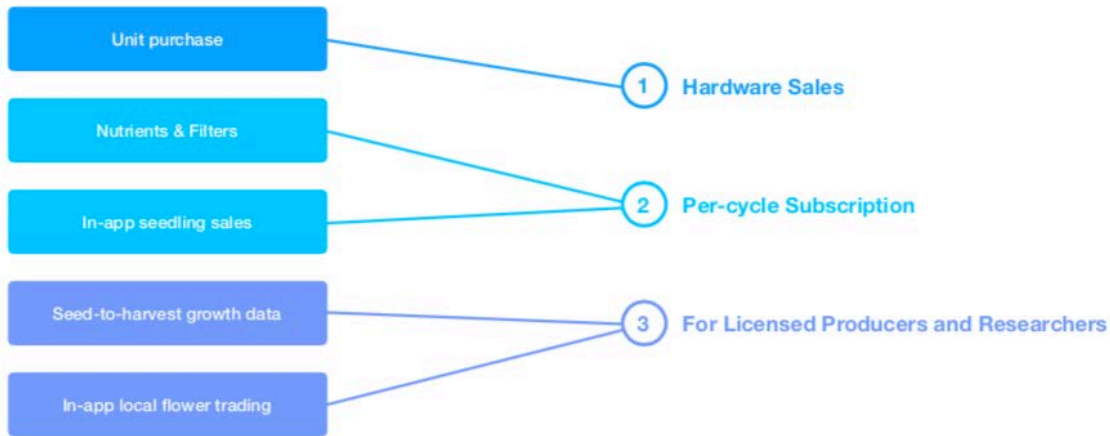 Unit purchase
1 Hardware Sales
Nutrients & Filters
In-app seedling sales
2 Per-cycle Subscription
Seed-to-harvest growth data
In-app local flower trading
3 For Licensed Producers and Researchers